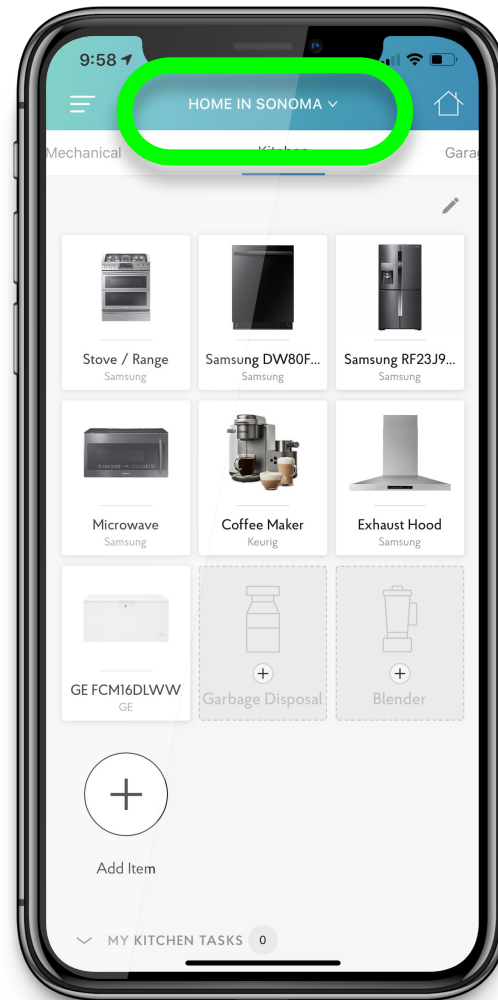 9:58
HOME IN SONOMA
Mechanical Kitchen Garag
Stove / Range Samsung DW80F... Samsung RF23J9...
Samsung Samsung Samsung
Microwave Coffee Maker Exhaust Hood
Samsung Keurig Samsung
GE FCM16DLWW Garbage Disposal Blender
GE
Add Item
MY KITCHEN TASKS 0